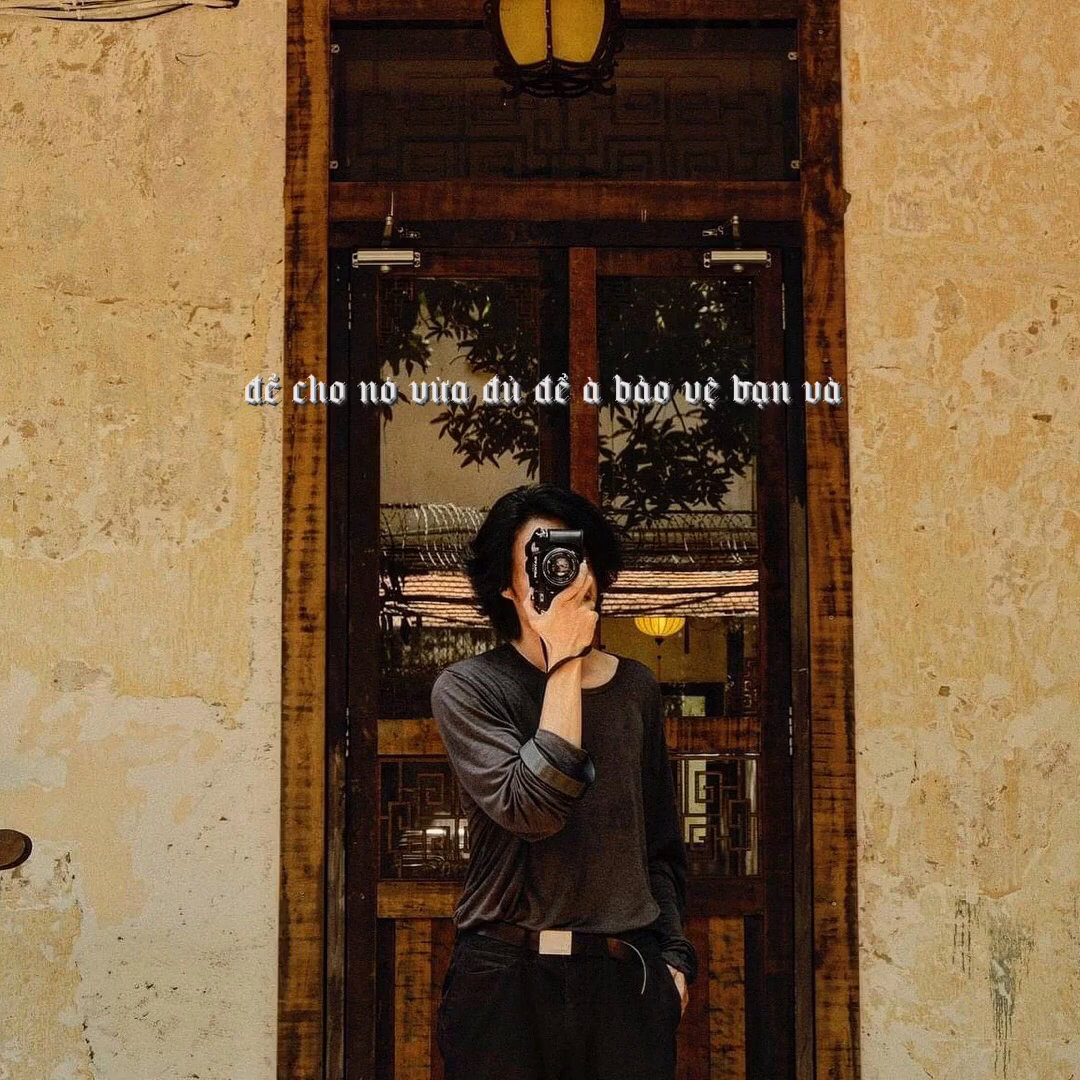 để cho nó vừa đủ để à bảo vệ bạn và